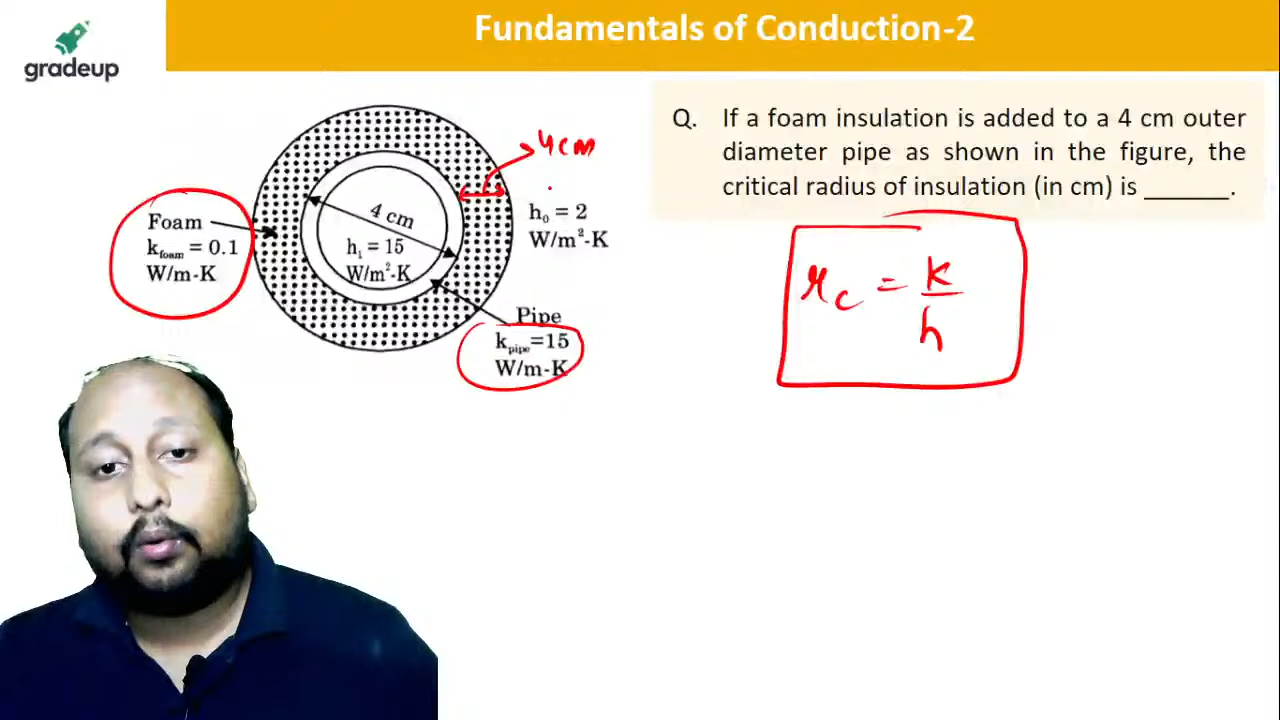 Fundamentals of Conduction-2
gradeup
Q. If a foam insulation is added to a 4 cm outer
diameter pipe as shown in the figure, the
critical radius of insulation (in cm) is ______.
4cm
Foam
k_foam = 0.1
W/m-K
4 cm
h_i = 15
W/m²-K
h_0 = 2
W/m²-K
Pipe
k_pipe=15
W/m-K
r_c = k/h